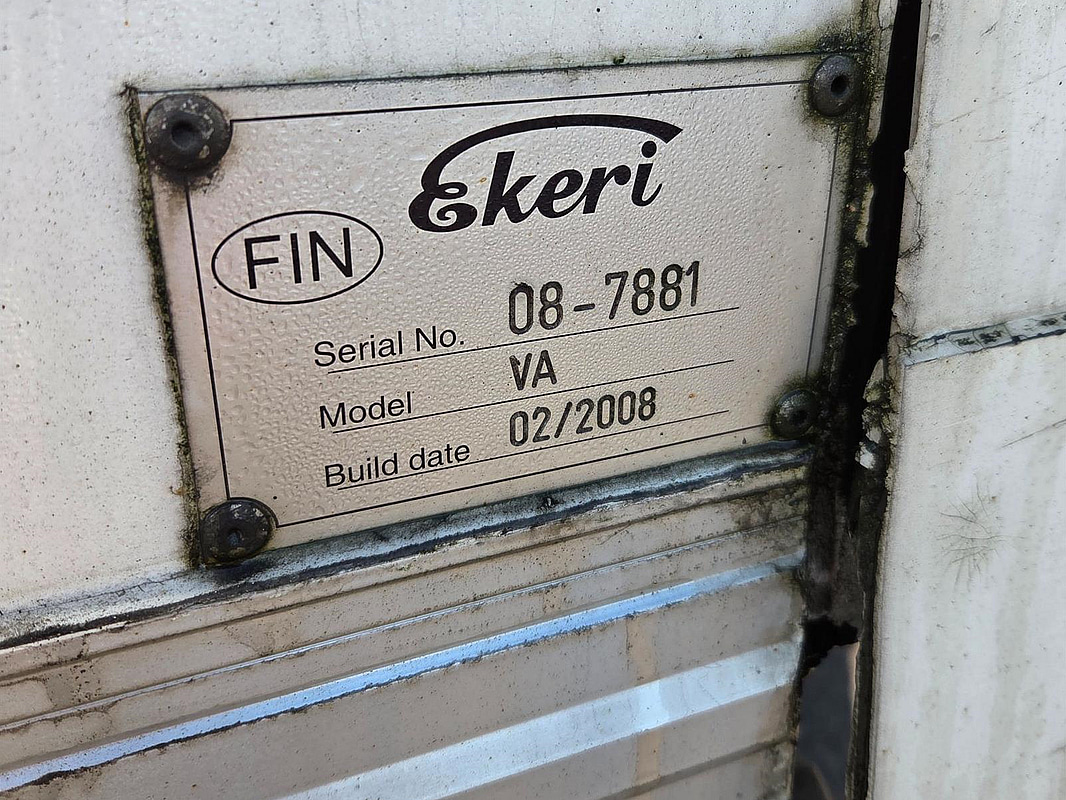 Ekeri
FIN
Serial No. 08-7881
Model VA
Build date 02/2008